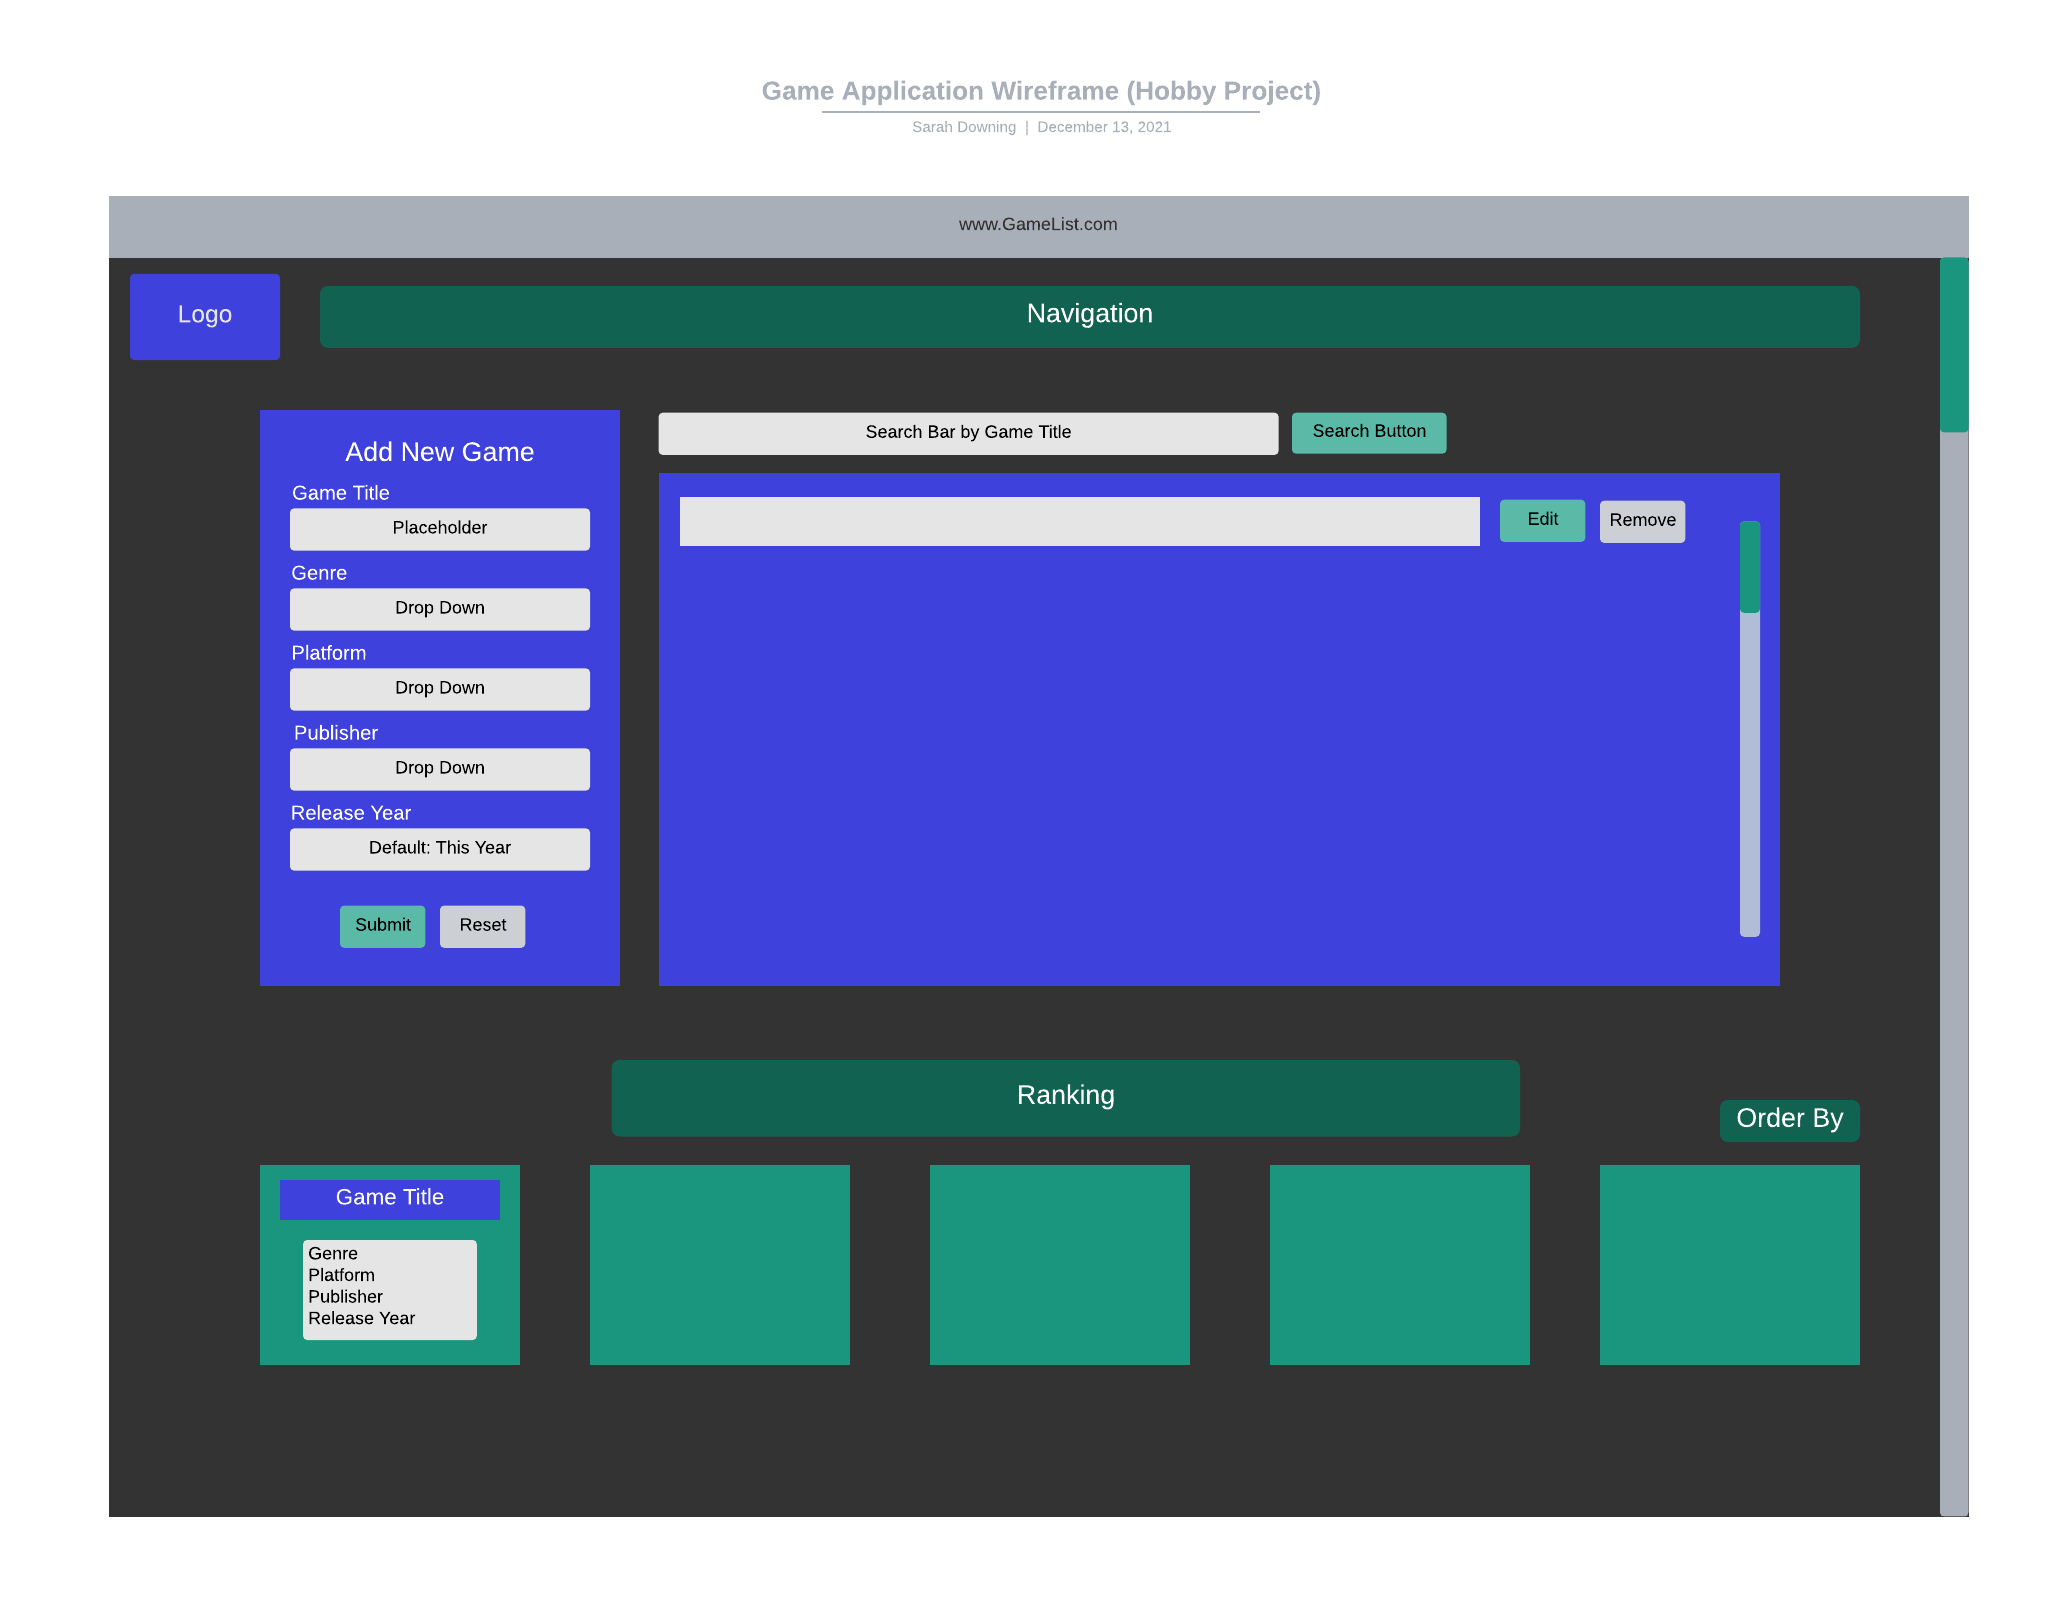 Game Application Wireframe (Hobby Project)
Sarah Downing | December 13, 2021
www.GameList.com
Logo
Navigation
Add New Game
Game Title
Placeholder
Genre
Drop Down
Platform
Drop Down
Publisher
Drop Down
Release Year
Default: This Year
Submit
Reset
Search Bar by Game Title
Search Button
Edit
Remove
Ranking
Order By
Game Title
Genre
Platform
Publisher
Release Year